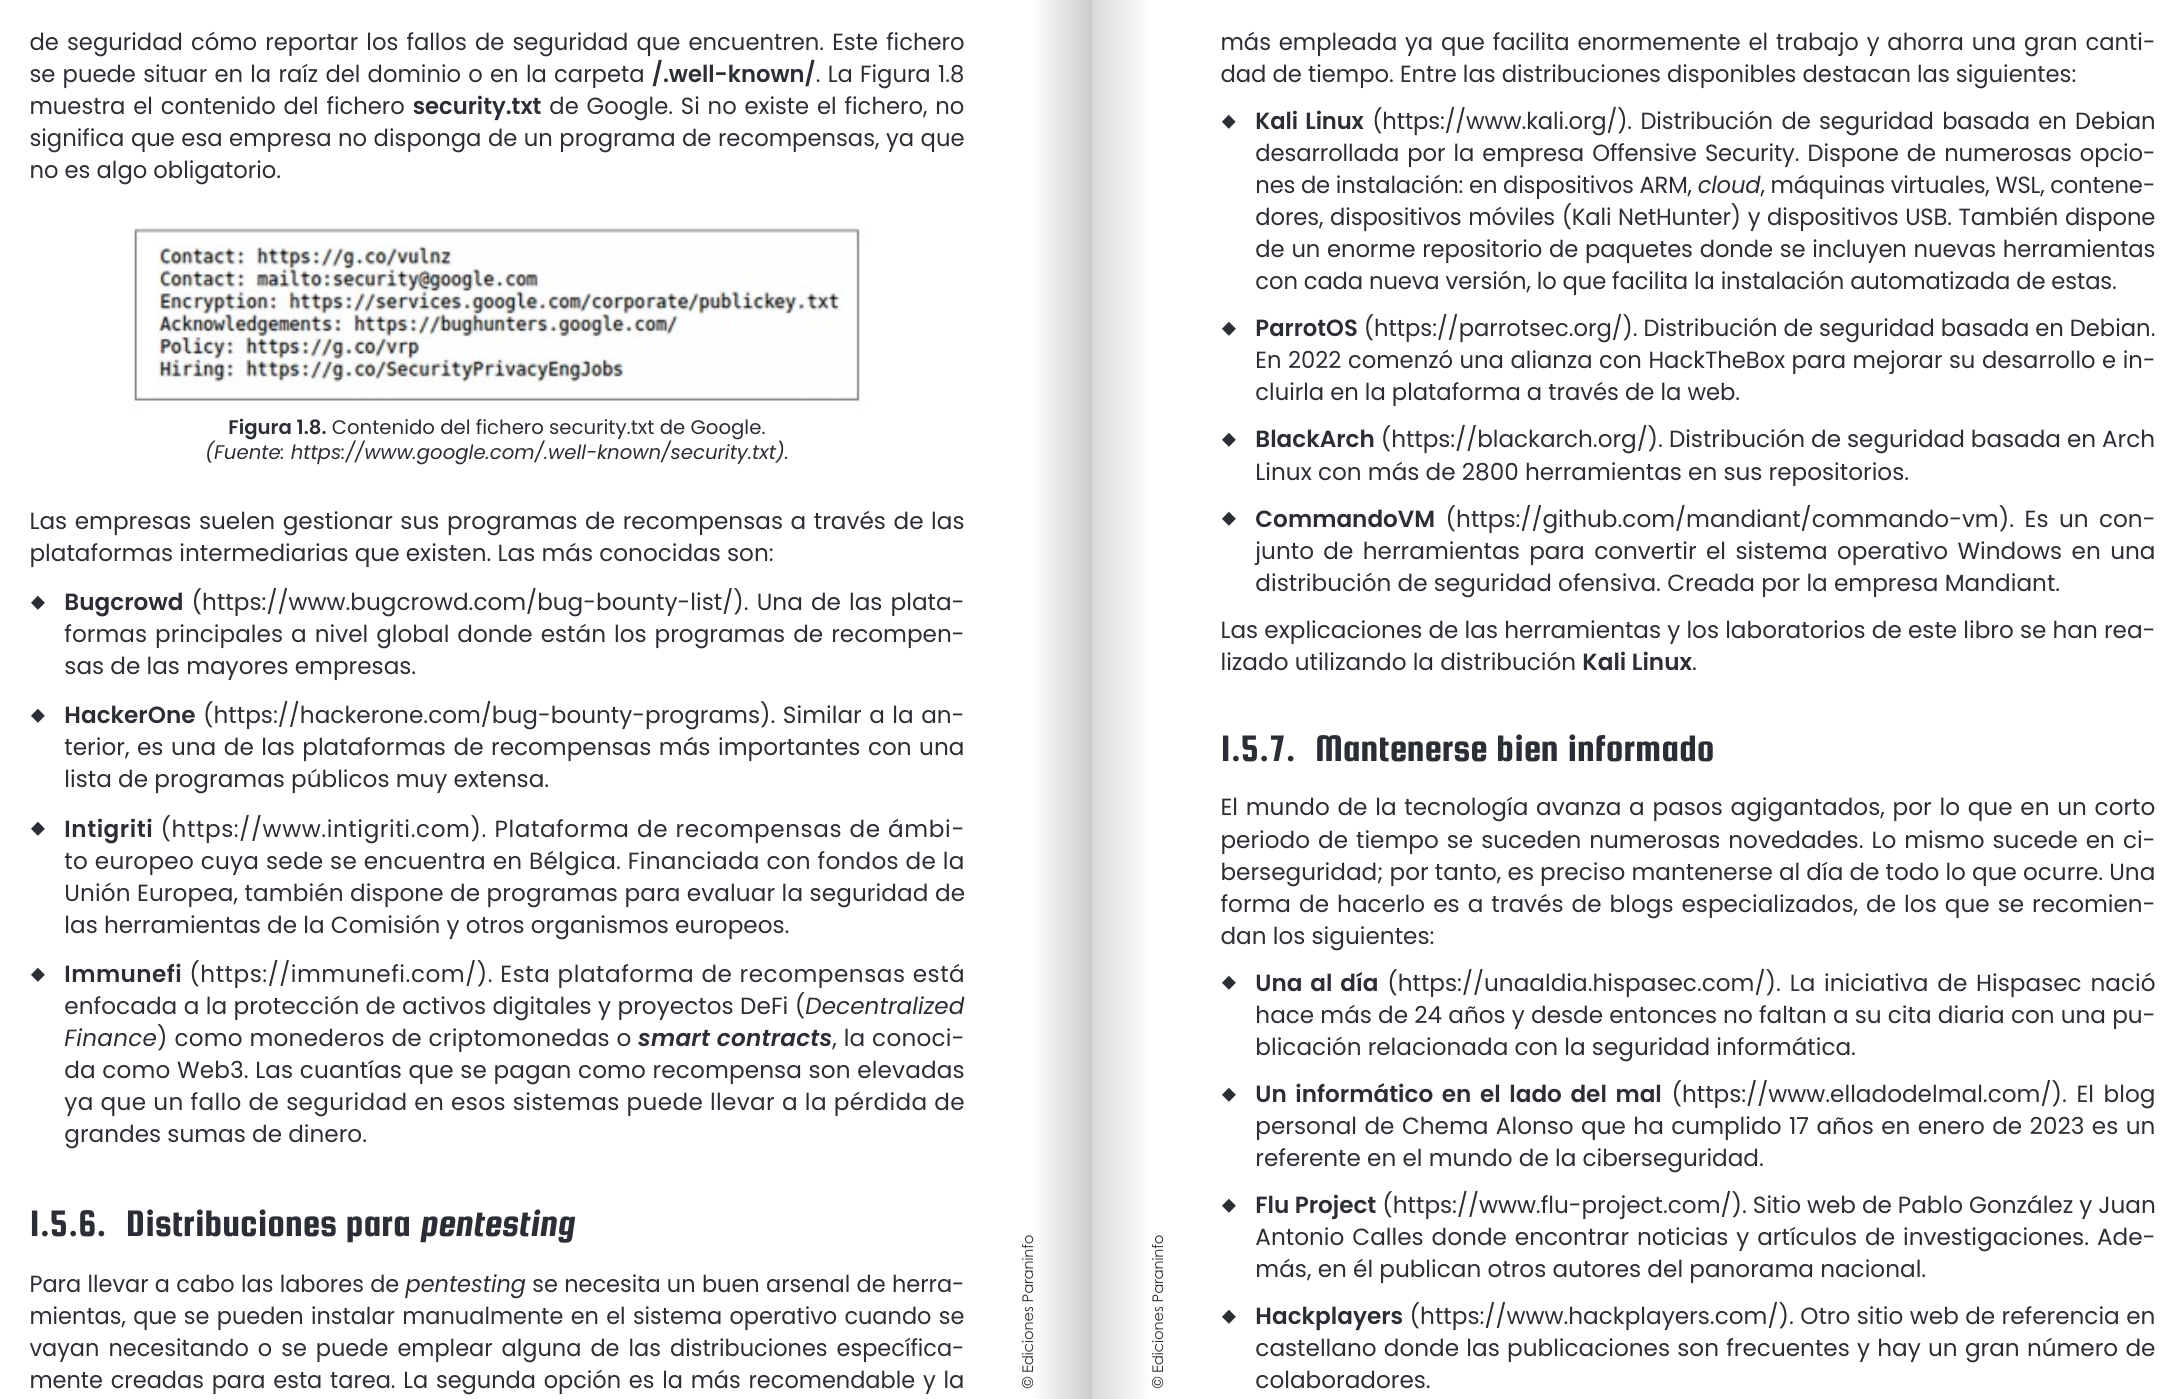 de seguridad cómo reportar los fallos de seguridad que encuentren. Este fichero
se puede situar en la raíz del dominio o en la carpeta /.well-known/. La Figura 1.8
muestra el contenido del fichero security.txt de Google. Si no existe el fichero, no
significa que esa empresa no disponga de un programa de recompensas, ya que
no es algo obligatorio.
Contact: https://g.co/vulnz
Contact: mailto:security@google.com
Encryption: https://services.google.com/corporate/publickey.txt
Acknowledgements: https://bughunters.google.com/
Policy: https://g.co/vrp
Hiring: https://g.co/SecurityPrivacyEngJobs
Figura 1.8. Contenido del fichero security.txt de Google.
(Fuente: https://www.google.com/.well-known/security.txt).
Las empresas suelen gestionar sus programas de recompensas a través de las
plataformas intermediarias que existen. Las más conocidas son:
◆ Bugcrowd (https://www.bugcrowd.com/bug-bounty-list/). Una de las plata-
formas principales a nivel global donde están los programas de recompen-
sas de las mayores empresas.
◆ HackerOne (https://hackerone.com/bug-bounty-programs). Similar a la an-
terior, es una de las plataformas de recompensas más importantes con una
lista de programas públicos muy extensa.
◆ Intigriti (https://www.intigriti.com). Plataforma de recompensas de ámbi-
to europeo cuya sede se encuentra en Bélgica. Financiada con fondos de la
Unión Europea, también dispone de programas para evaluar la seguridad de
las herramientas de la Comisión y otros organismos europeos.
◆ Immunefi (https://immunefi.com/). Esta plataforma de recompensas está
enfocada a la protección de activos digitales y proyectos DeFi (Decentralized
Finance) como monederos de criptomonedas o smart contracts, la conoci-
da como Web3. Las cuantías que se pagan como recompensa son elevadas
ya que un fallo de seguridad en esos sistemas puede llevar a la pérdida de
grandes sumas de dinero.
1.5.6. Distribuciones para pentesting
Para llevar a cabo las labores de pentesting se necesita un buen arsenal de herra-
mientas, que se pueden instalar manualmente en el sistema operativo cuando se
vayan necesitando o se puede emplear alguna de las distribuciones específica-
mente creadas para esta tarea. La segunda opción es la más recomendable y la
© Ediciones Paraninfo
más empleada ya que facilita enormemente el trabajo y ahorra una gran canti-
dad de tiempo. Entre las distribuciones disponibles destacan las siguientes:
◆ Kali Linux (https://www.kali.org/). Distribución de seguridad basada en Debian
desarrollada por la empresa Offensive Security. Dispone de numerosas opcio-
nes de instalación: en dispositivos ARM, cloud, máquinas virtuales, WSL, contene-
dores, dispositivos móviles (Kali NetHunter) y dispositivos USB. También dispone
de un enorme repositorio de paquetes donde se incluyen nuevas herramientas
con cada nueva versión, lo que facilita la instalación automatizada de estas.
◆ ParrotOS (https://parrotsec.org/). Distribución de seguridad basada en Debian.
En 2022 comenzó una alianza con HackTheBox para mejorar su desarrollo e in-
cluirla en la plataforma a través de la web.
◆ BlackArch (https://blackarch.org/). Distribución de seguridad basada en Arch
Linux con más de 2800 herramientas en sus repositorios.
◆ CommandoVM (https://github.com/mandiant/commando-vm). Es un con-
junto de herramientas para convertir el sistema operativo Windows en una
distribución de seguridad ofensiva. Creada por la empresa Mandiant.
Las explicaciones de las herramientas y los laboratorios de este libro se han rea-
lizado utilizando la distribución Kali Linux.
1.5.7. Mantenerse bien informado
El mundo de la tecnología avanza a pasos agigantados, por lo que en un corto
periodo de tiempo se suceden numerosas novedades. Lo mismo sucede en ci-
berseguridad; por tanto, es preciso mantenerse al día de todo lo que ocurre. Una
forma de hacerlo es a través de blogs especializados, de los que se recomien-
dan los siguientes:
◆ Una al día (https://unaaldia.hispasec.com/). La iniciativa de Hispasec nació
hace más de 24 años y desde entonces no faltan a su cita diaria con una pu-
blicación relacionada con la seguridad informática.
◆ Un informático en el lado del mal (https://www.elladodelmal.com/). El blog
personal de Chema Alonso que ha cumplido 17 años en enero de 2023 es un
referente en el mundo de la ciberseguridad.
◆ Flu Project (https://www.flu-project.com/). Sitio web de Pablo González y Juan
Antonio Calles donde encontrar noticias y artículos de investigaciones. Ade-
más, en él publican otros autores del panorama nacional.
◆ Hackplayers (https://www.hackplayers.com/). Otro sitio web de referencia en
castellano donde las publicaciones son frecuentes y hay un gran número de
colaboradores.
© Ediciones Paraninfo